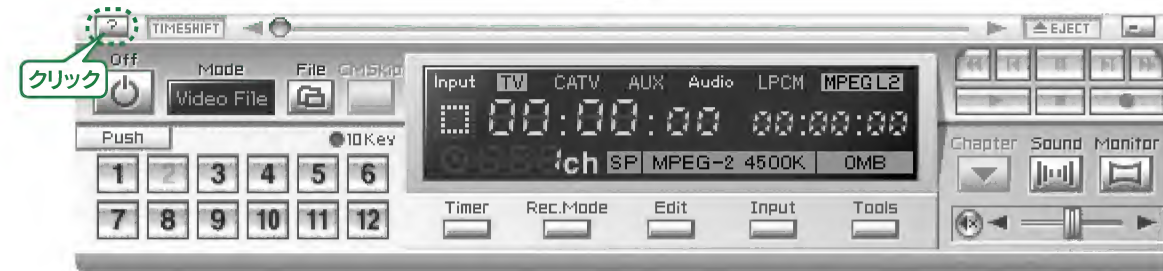 ?
TIMESHIFT
EJECT
クリック
Off
Mode
File
CMSkip
Video File
Input TV CATV AUX Audio LPCM MPEG L2
Push
10Key
1 2 3 4 5 6
7 8 9 10 11 12
88:88:88 88:88:88
1ch SP MPEG-2 4500K 0MB
Timer Rec.Mode Edit Input Tools
Chapter Sound Monitor